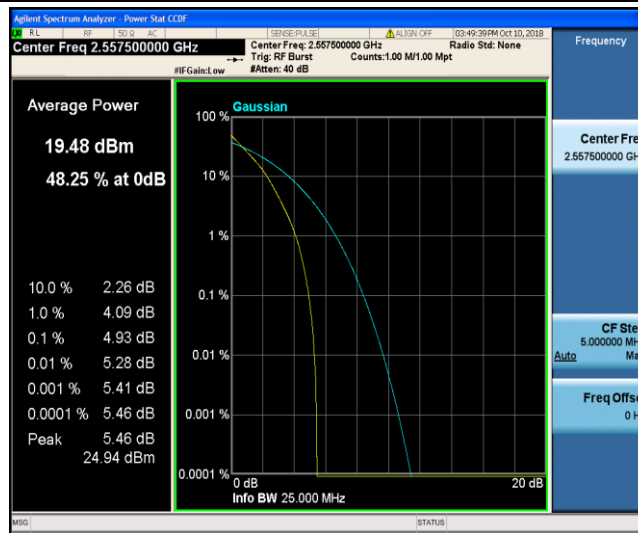 Agilent Spectrum Analyzer - Power Stat CCDF
RL RF 50 Ω AC SENSE:PULSE ALIGN OFF 03:49:39 PM Oct 10, 2018
Center Freq 2.557500000 GHz
Center Freq: 2.557500000 GHz Radio Std: None
Trig: RF Burst Counts:1.00 M/1.00 Mpt
#IFGain:Low #Atten: 40 dB
Frequency
Average Power
19.48 dBm
48.25 % at 0dB
10.0 % 2.26 dB
1.0 % 4.09 dB
0.1 % 4.93 dB
0.01 % 5.28 dB
0.001 % 5.41 dB
0.0001 % 5.46 dB
Peak 5.46 dB
24.94 dBm
Gaussian
100 %
10 %
1 %
0.1 %
0.01 %
0.001 %
0.0001 %
0 dB 20 dB
Info BW 25.000 MHz
Center Fre
2.557500000 GH
CF Ste
5.000000 MH
Auto Ma
Freq Offs
0 H
MSG STATUS